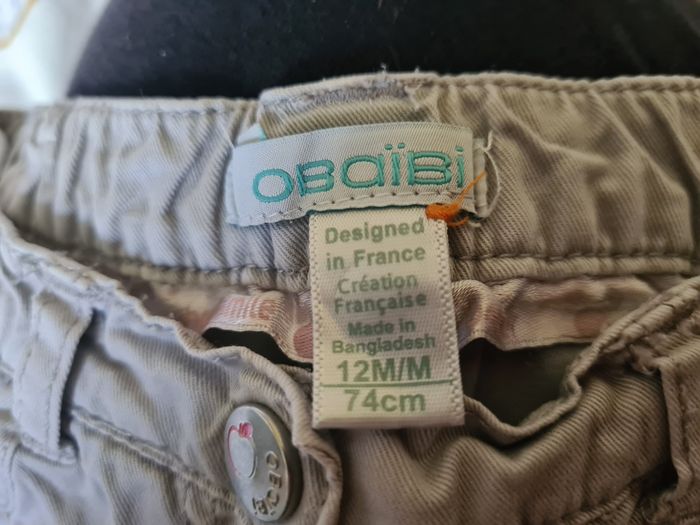 OBaïBi
Designed
in France
Création
Française
Made in
Bangladesh
12M/M
74cm